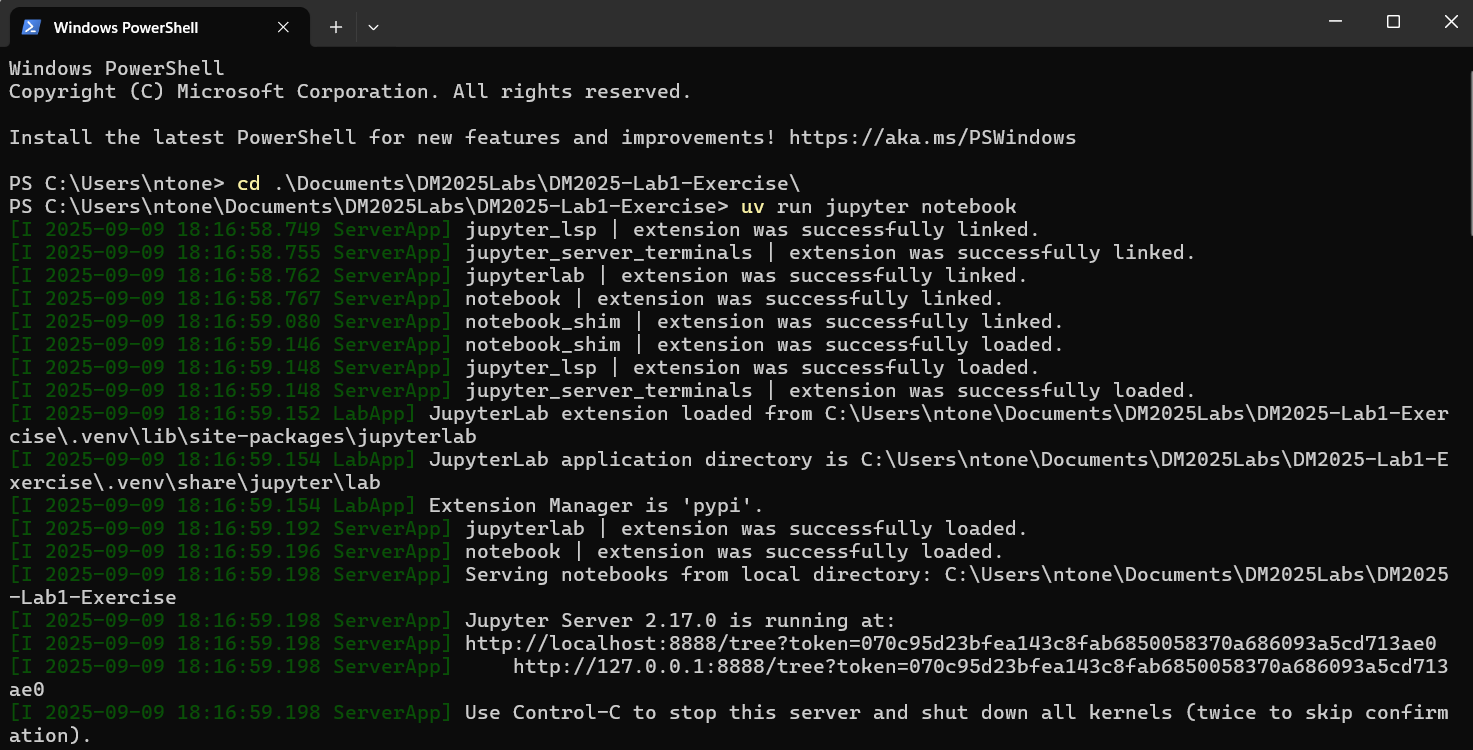 Windows PowerShell
Windows PowerShell
Copyright (C) Microsoft Corporation. All rights reserved.
Install the latest PowerShell for new features and improvements! https://aka.ms/PSWindows
PS C:\Users\ntone> cd .\Documents\DM2025Labs\DM2025-Lab1-Exercise\
PS C:\Users\ntone\Documents\DM2025Labs\DM2025-Lab1-Exercise> uv run jupyter notebook
[I 2025-09-09 18:16:58.749 ServerApp] jupyter_lsp | extension was successfully linked.
[I 2025-09-09 18:16:58.755 ServerApp] jupyter_server_terminals | extension was successfully linked.
[I 2025-09-09 18:16:58.762 ServerApp] jupyterlab | extension was successfully linked.
[I 2025-09-09 18:16:58.767 ServerApp] notebook | extension was successfully linked.
[I 2025-09-09 18:16:59.080 ServerApp] notebook_shim | extension was successfully linked.
[I 2025-09-09 18:16:59.146 ServerApp] notebook_shim | extension was successfully loaded.
[I 2025-09-09 18:16:59.148 ServerApp] jupyter_lsp | extension was successfully loaded.
[I 2025-09-09 18:16:59.148 ServerApp] jupyter_server_terminals | extension was successfully loaded.
[I 2025-09-09 18:16:59.152 LabApp] JupyterLab extension loaded from C:\Users\ntone\Documents\DM2025Labs\DM2025-Lab1-Exer
cise\.venv\lib\site-packages\jupyterlab
[I 2025-09-09 18:16:59.154 LabApp] JupyterLab application directory is C:\Users\ntone\Documents\DM2025Labs\DM2025-Lab1-E
xercise\.venv\share\jupyter\lab
[I 2025-09-09 18:16:59.154 LabApp] Extension Manager is 'pypi'.
[I 2025-09-09 18:16:59.192 ServerApp] jupyterlab | extension was successfully loaded.
[I 2025-09-09 18:16:59.196 ServerApp] notebook | extension was successfully loaded.
[I 2025-09-09 18:16:59.198 ServerApp] Serving notebooks from local directory: C:\Users\ntone\Documents\DM2025Labs\DM2025
-Lab1-Exercise
[I 2025-09-09 18:16:59.198 ServerApp] Jupyter Server 2.17.0 is running at:
[I 2025-09-09 18:16:59.198 ServerApp] http://localhost:8888/tree?token=070c95d23bfea143c8fab6850058370a686093a5cd713ae0
[I 2025-09-09 18:16:59.198 ServerApp]     http://127.0.0.1:8888/tree?token=070c95d23bfea143c8fab6850058370a686093a5cd713
ae0
[I 2025-09-09 18:16:59.198 ServerApp] Use Control-C to stop this server and shut down all kernels (twice to skip confirm
ation).